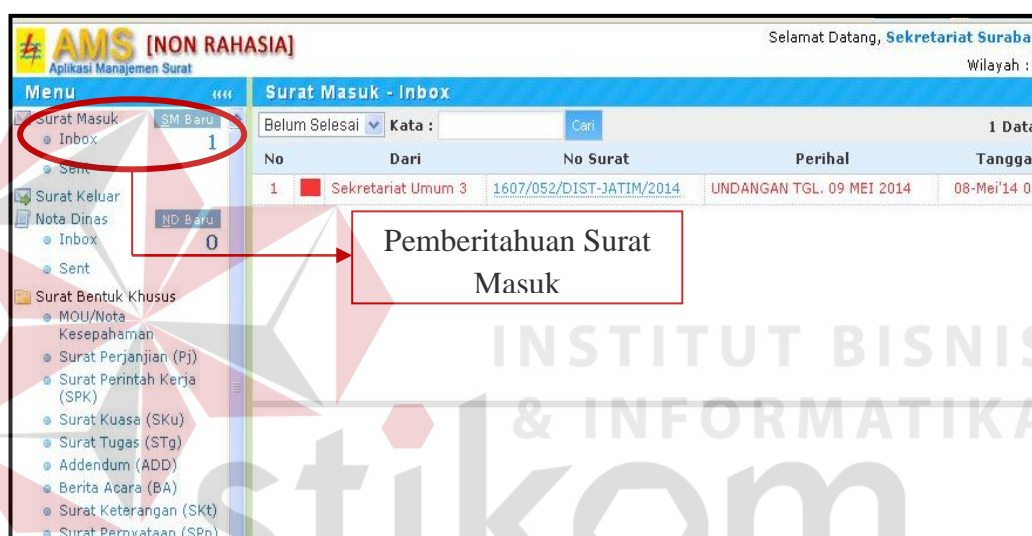 AMS [NON RAHASIA]
Aplikasi Manajemen Surat
Selamat Datang, Sekretariat Suraba
Wilayah :
Menu
Surat Masuk SM Baru
Inbox 1
Sent
Surat Keluar
Nota Dinas ND Baru
Inbox 0
Sent
Surat Bentuk Khusus
MOU/Nota
Kesepahaman
Surat Perjanjian (Pj)
Surat Perintah Kerja
(SPK)
Surat Kuasa (SKu)
Surat Tugas (STg)
Addendum (ADD)
Berita Acara (BA)
Surat Keterangan (SKt)
Surat Pernyataan (SPn)
Surat Masuk - Inbox
Belum Selesai Kata : Cari
1 Data
No Dari No Surat Perihal Tangga
1 Sekretariat Umum 3 1607/052/DIST-JATIM/2014 UNDANGAN TGL. 09 MEI 2014 08-Mei'14 0
Pemberitahuan Surat
Masuk
INSTITUT BISNIS
& INFORMATIKA
stikom